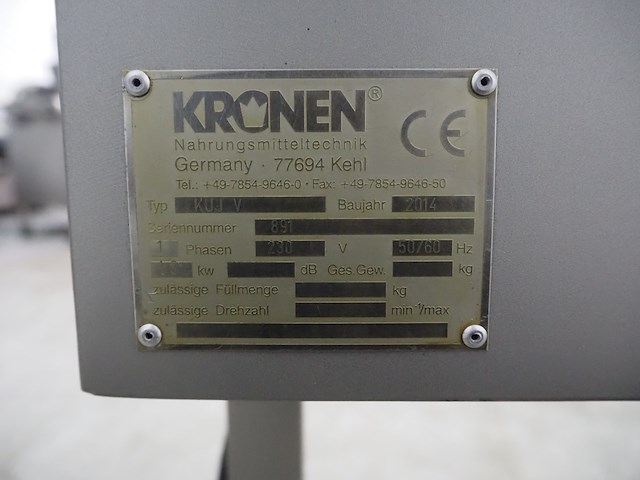 KRONEN®
CE
Nahrungsmitteltechnik
Germany · 77694 Kehl
Tel.: +49-7854-9646-0 · Fax: +49-7854-9646-50
Typ KUJ V Baujahr 2014
Seriennummer 891
1 Phasen 230 V 50/60 Hz
kw dB Ges.Gew. kg
zulässige Füllmenge kg
zulässige Drehzahl min⁻¹/max